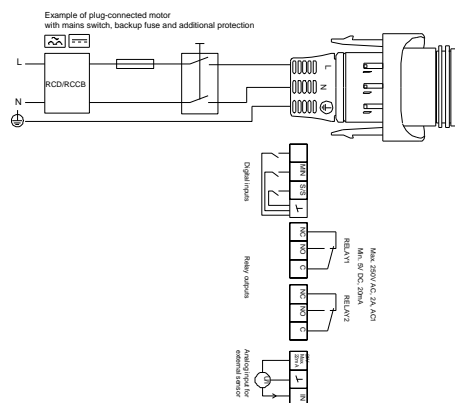 Example of plug-connected motor
with mains switch, backup fuse and additional protection
L
RCD/RCCB
N
L
N
Digital inputs
MIN
S/S
Relay outputs
NC
NO
C
RELAY1
NC
NO
C
RELAY2
Max. 250V AC, 2A, AC1
Min. 5V DC, 20mA
Analog input for
external sensor
Max.
20mA
IN